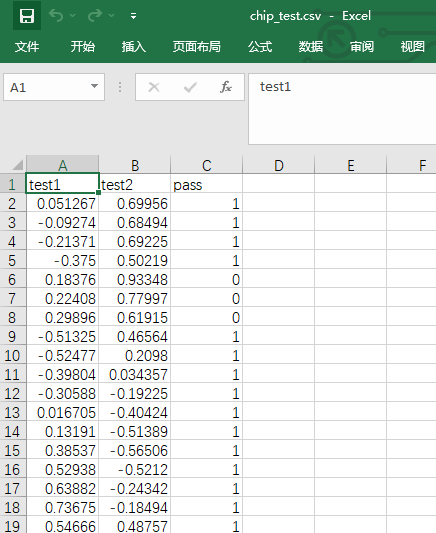 chip_test.csv - Excel
文件 开始 插入 页面布局 公式 数据 审阅 视图
A1 fx test1
A B C D E F
1 test1 test2 pass
2 0.051267 0.69956 1
3 -0.09274 0.68494 1
4 -0.21371 0.69225 1
5 -0.375 0.50219 1
6 0.18376 0.93348 0
7 0.22408 0.77997 0
8 0.29896 0.61915 0
9 -0.51325 0.46564 1
10 -0.52477 0.2098 1
11 -0.39804 0.034357 1
12 -0.30588 -0.19225 1
13 0.016705 -0.40424 1
14 0.13191 -0.51389 1
15 0.38537 -0.56506 1
16 0.52938 -0.5212 1
17 0.63882 -0.24342 1
18 0.73675 -0.18494 1
19 0.54666 0.48757 1